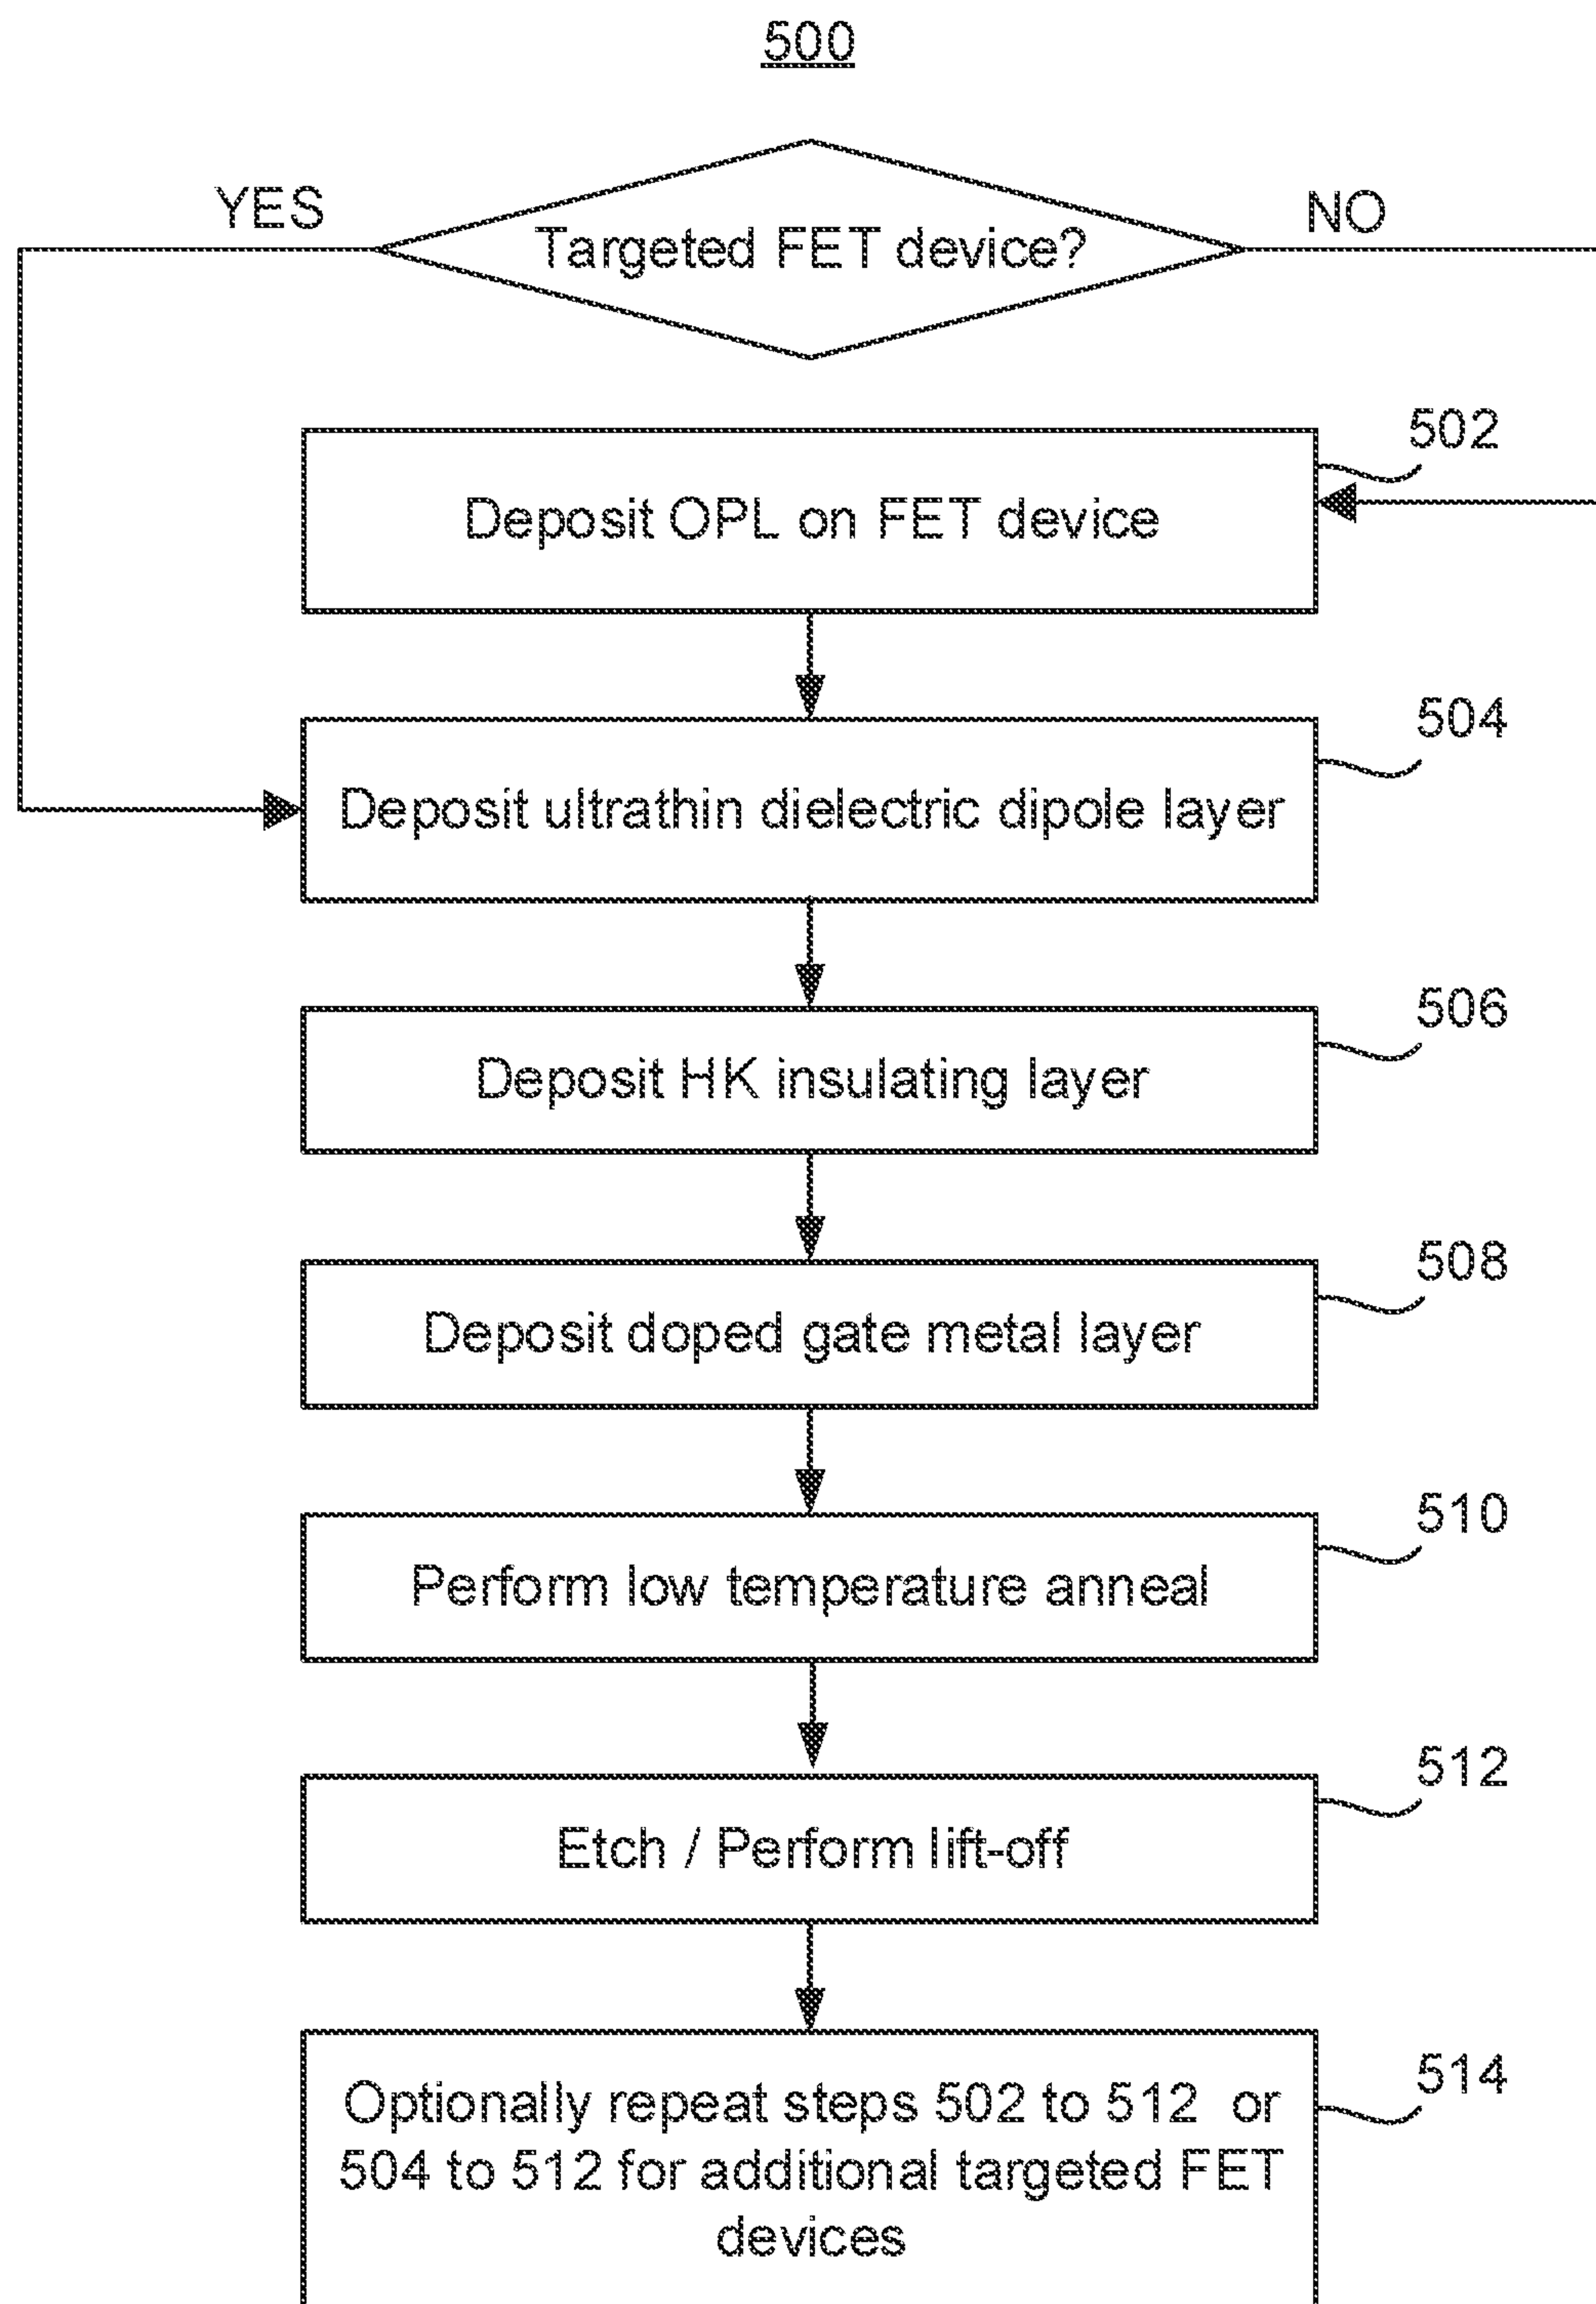 500
YES
NO
Targeted FET device?
502
Deposit OPL on FET device
504
Deposit ultrathin dielectric dipole layer
506
Deposit HK insulating layer
508
Deposit doped gate metal layer
510
Perform low temperature anneal
512
Etch / Perform lift-off
514
Optionally repeat steps 502 to 512 or
504 to 512 for additional targeted FET
devices